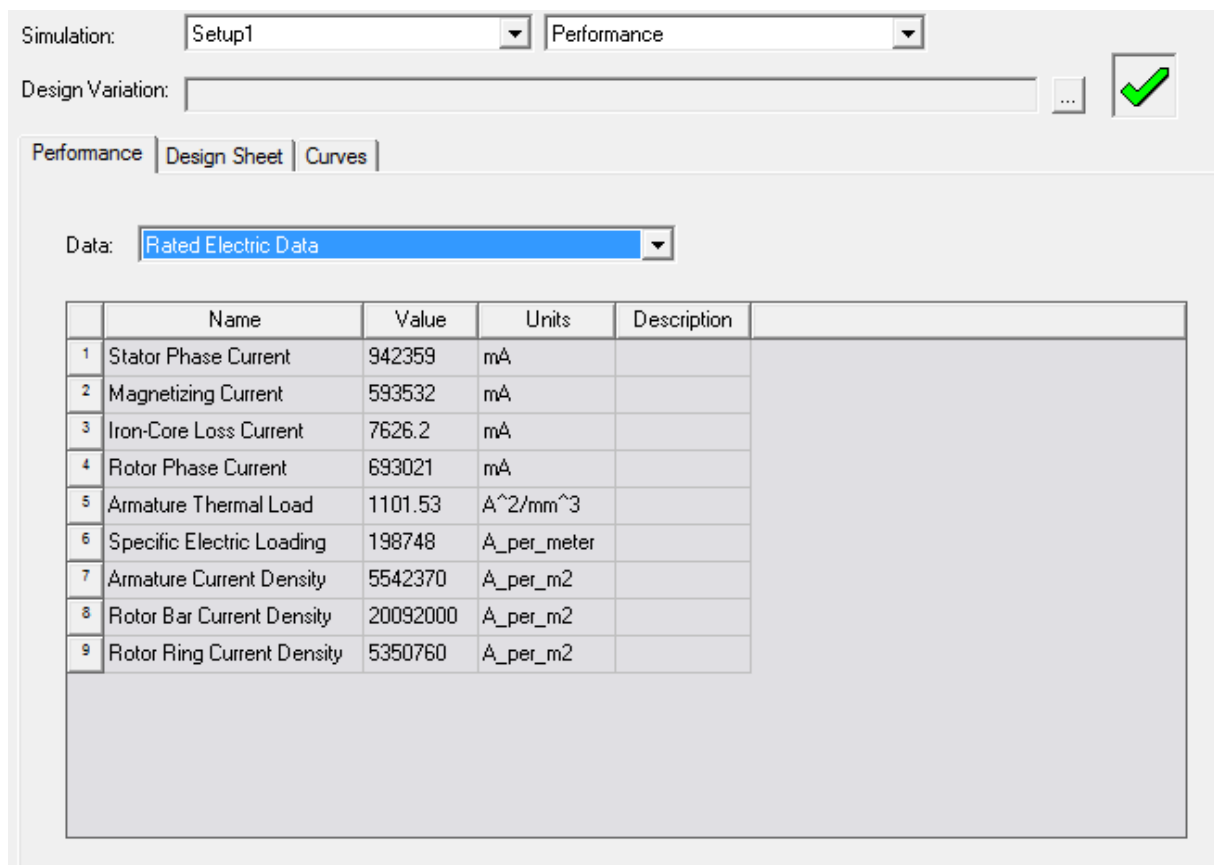 Simulation: Setup1 Performance
Design Variation: ...
Performance Design Sheet Curves
Data: Rated Electric Data
Name Value Units Description
1 Stator Phase Current 942359 mA
2 Magnetizing Current 593532 mA
3 Iron-Core Loss Current 7626.2 mA
4 Rotor Phase Current 693021 mA
5 Armature Thermal Load 1101.53 A^2/mm^3
6 Specific Electric Loading 198748 A_per_meter
7 Armature Current Density 5542370 A_per_m2
8 Rotor Bar Current Density 20092000 A_per_m2
9 Rotor Ring Current Density 5350760 A_per_m2